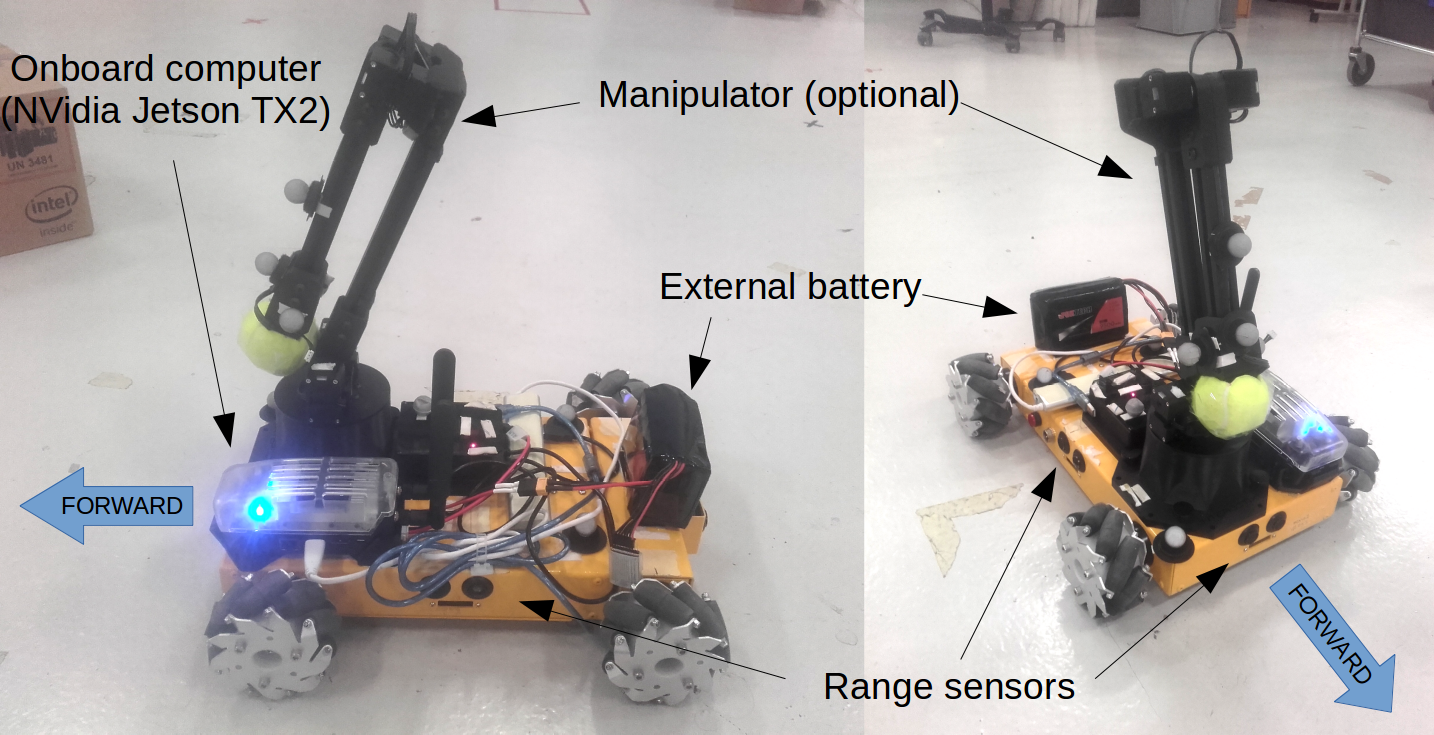 Onboard computer
(NVidia Jetson TX2)
Manipulator (optional)
UN 3481
intel
inside
External battery
FORWARD
FORWARD
Range sensors